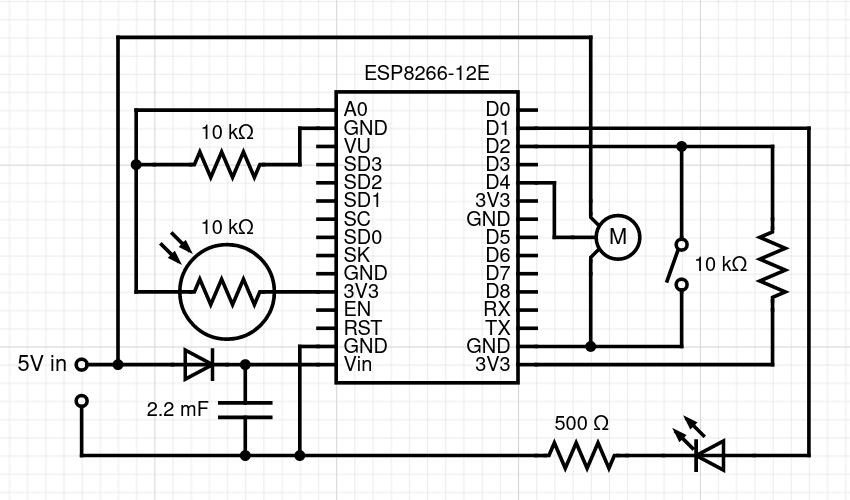 ESP8266-12E
A0
GND
VU
SD3
SD2
SD1
SC
SD0
SK
GND
3V3
EN
RST
GND
Vin
D0
D1
D2
D3
D4
3V3
GND
D5
D6
D7
D8
RX
TX
GND
3V3
10 kΩ
10 kΩ
M
10 kΩ
5V in
2.2 mF
500 Ω